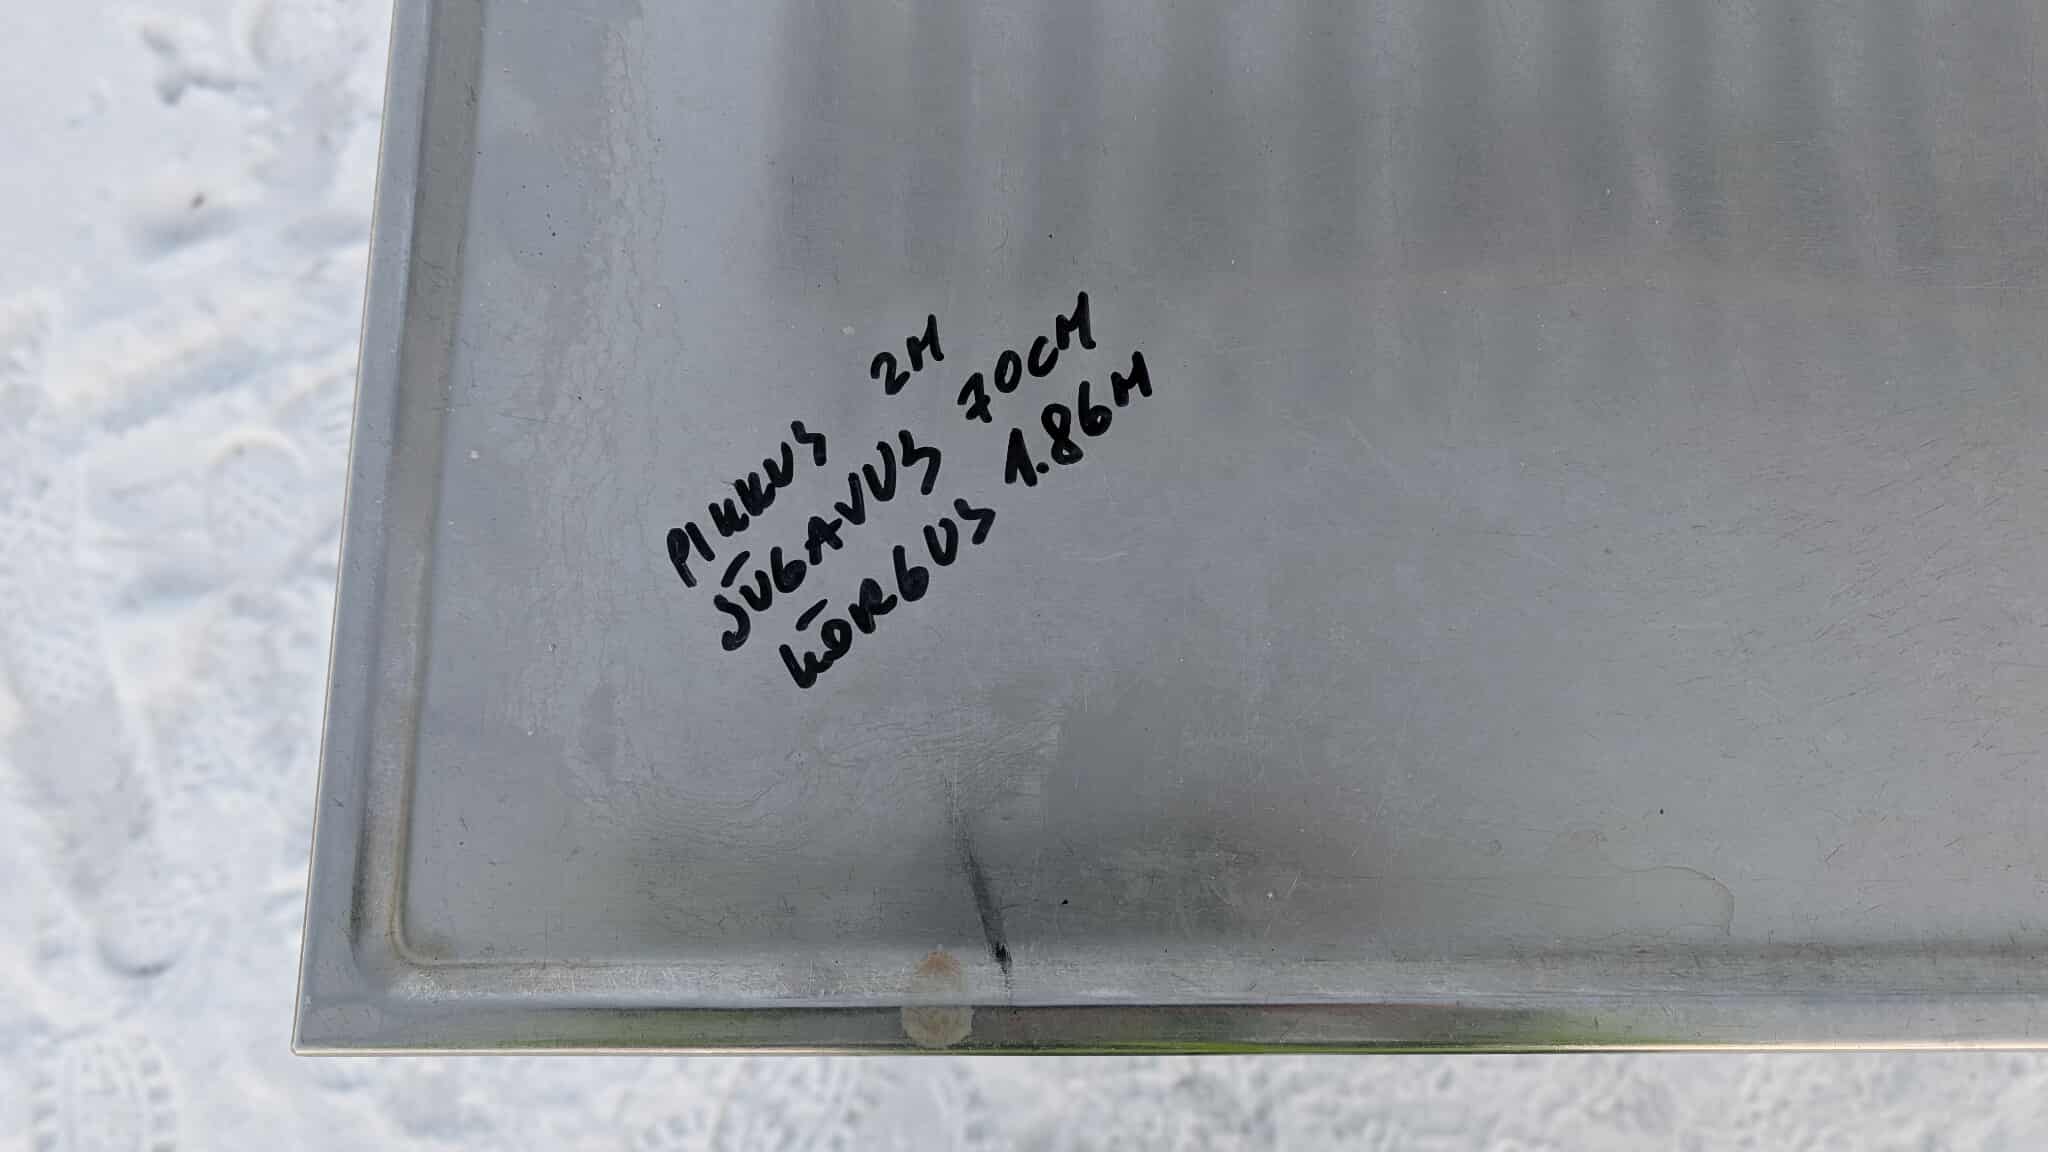 PIKKUS 2M
SÜGAVUS 70CM
KÕRGUS 1.86M